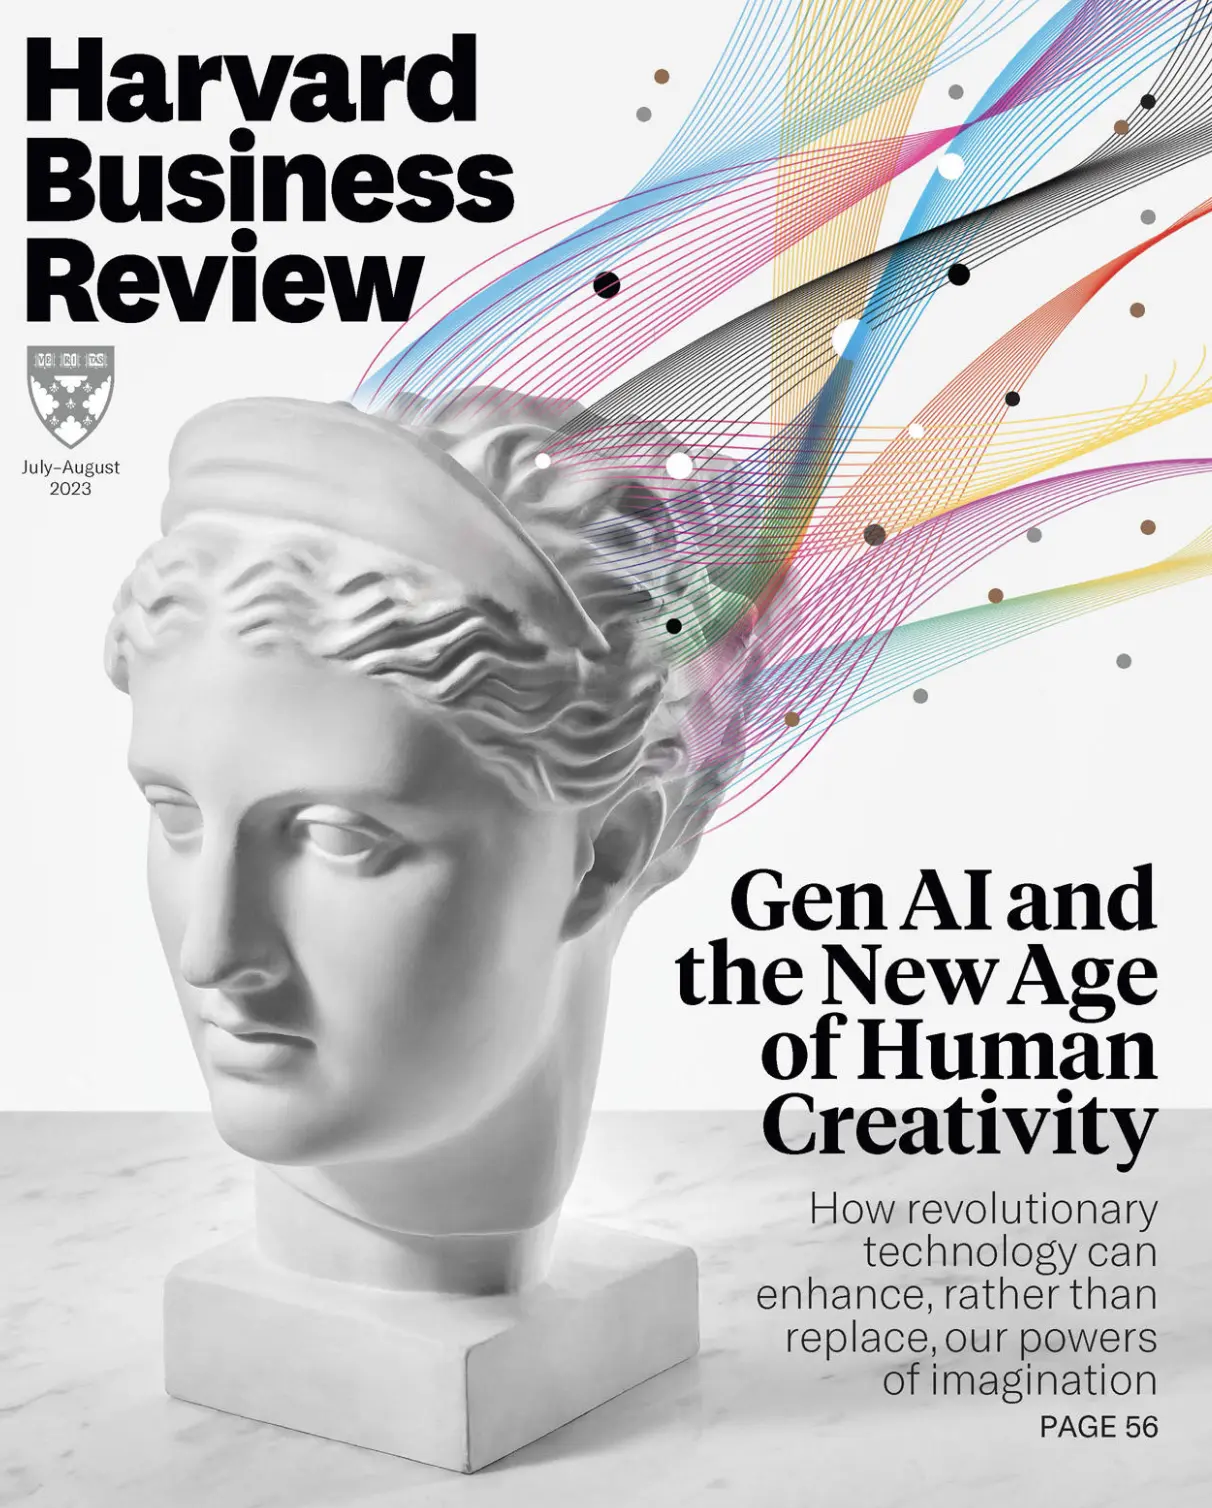 Harvard
Business
Review
VE RI TAS
July–August
2023
Gen AI and
the New Age
of Human
Creativity
How revolutionary
technology can
enhance, rather than
replace, our powers
of imagination
PAGE 56